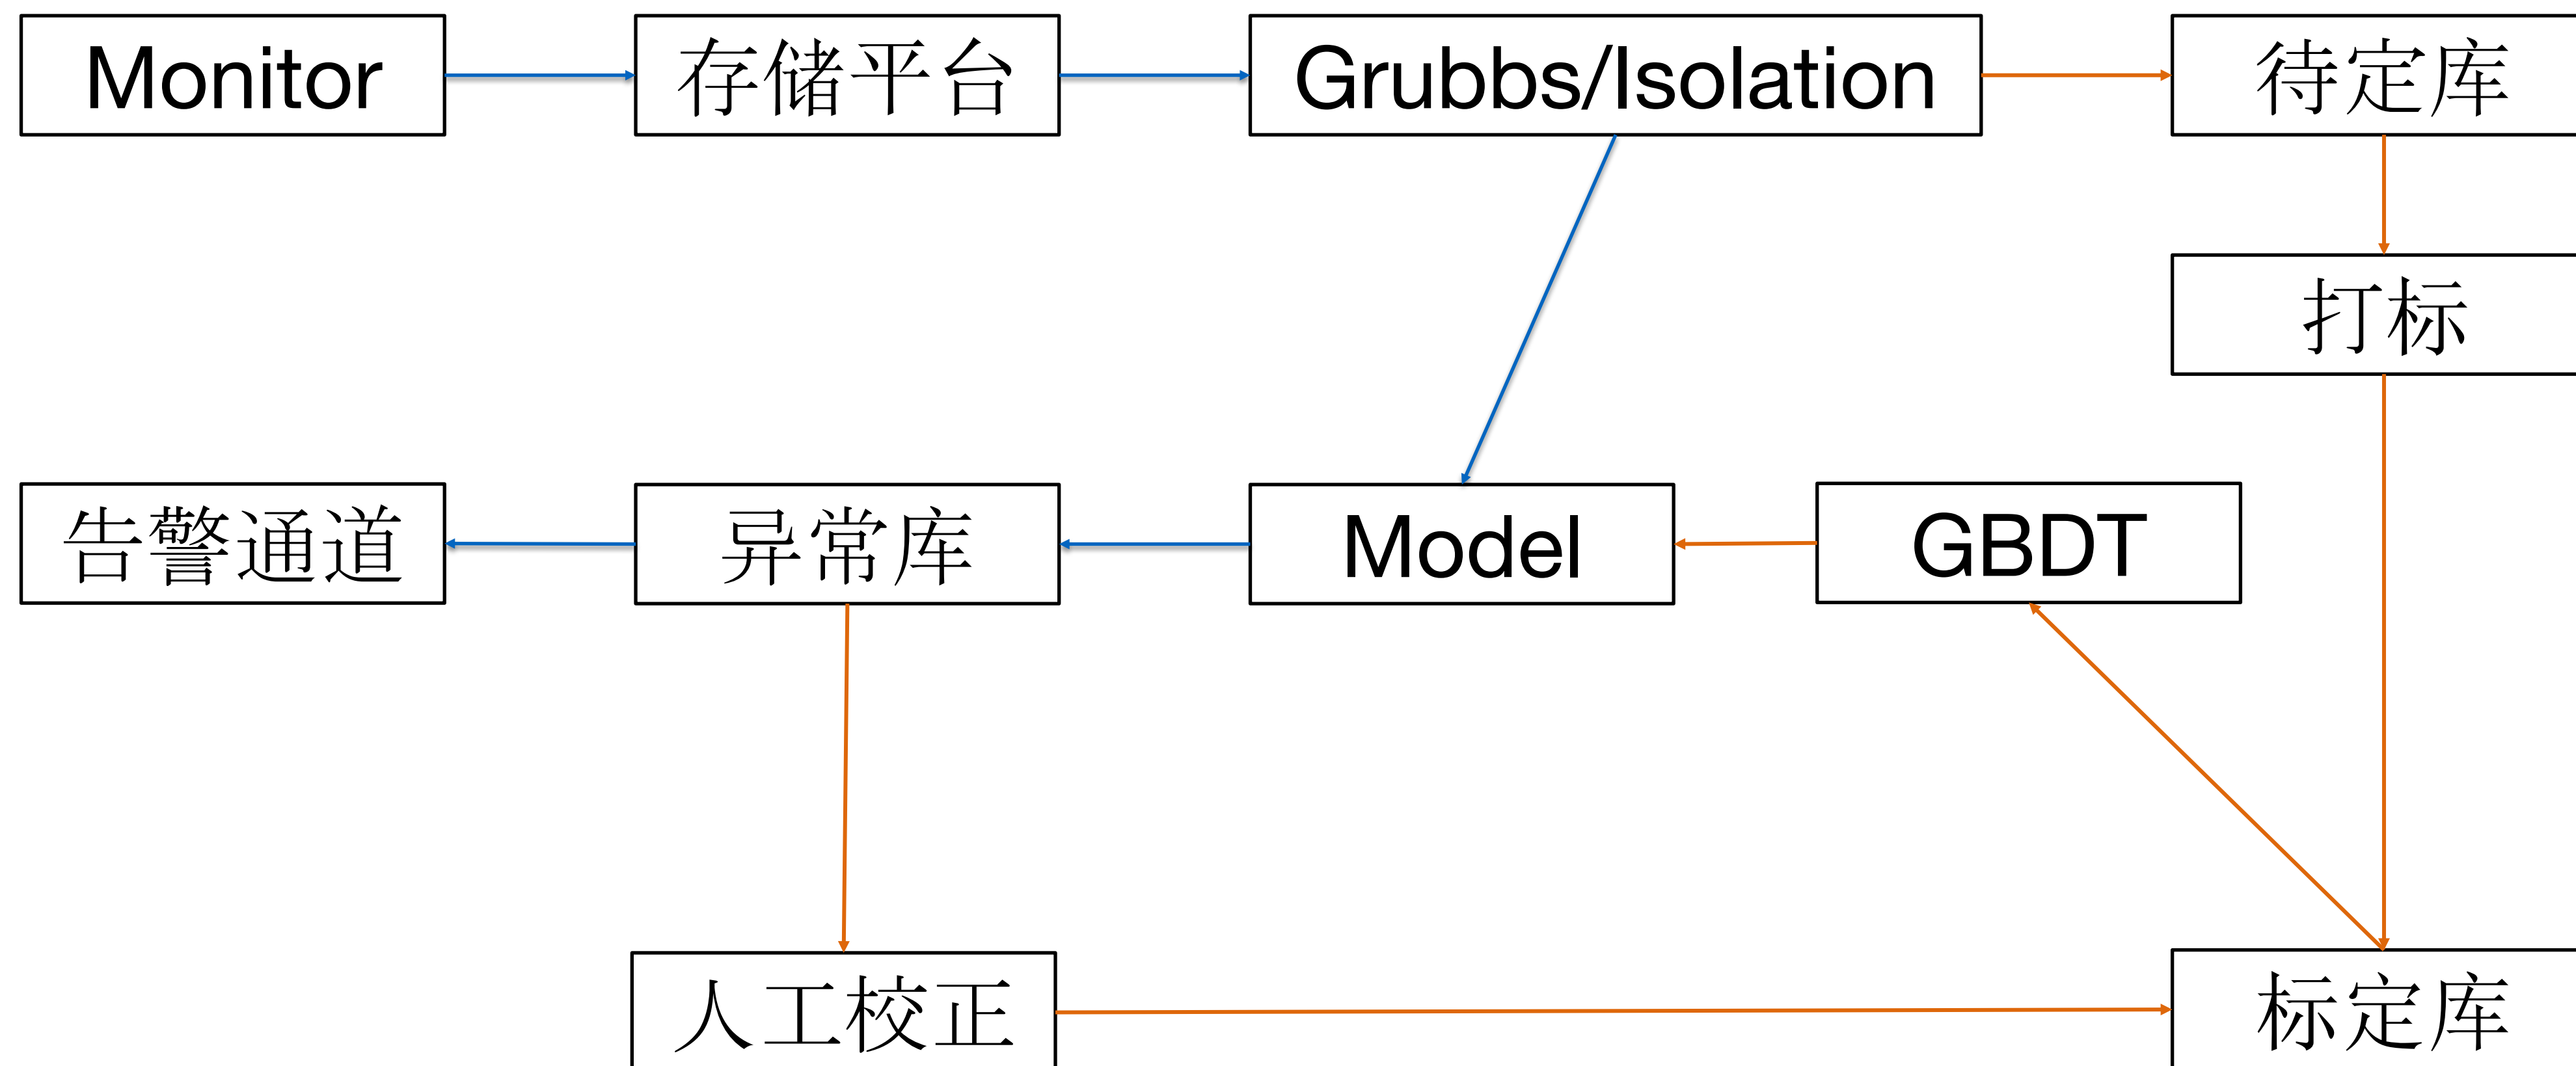 Monitor
存储平台
Grubbs/Isolation
待定库
打标
告警通道
异常库
Model
GBDT
人工校正
标定库